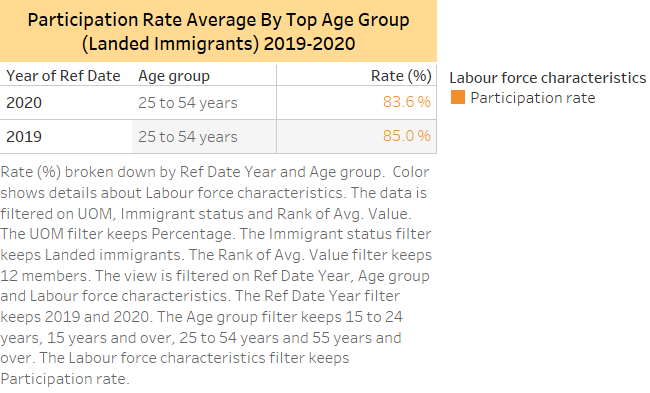 Participation Rate Average By Top Age Group
(Landed Immigrants) 2019-2020
Year of Ref Date Age group Rate (%)
2020 25 to 54 years 83.6 %
2019 25 to 54 years 85.0 %
Labour force characteristics
Participation rate
Rate (%) broken down by Ref Date Year and Age group. Color
shows details about Labour force characteristics. The data is
filtered on UOM, Immigrant status and Rank of Avg. Value.
The UOM filter keeps Percentage. The Immigrant status filter
keeps Landed immigrants. The Rank of Avg. Value filter keeps
12 members. The view is filtered on Ref Date Year, Age group
and Labour force characteristics. The Ref Date Year filter
keeps 2019 and 2020. The Age group filter keeps 15 to 24
years, 15 years and over, 25 to 54 years and 55 years and
over. The Labour force characteristics filter keeps
Participation rate.